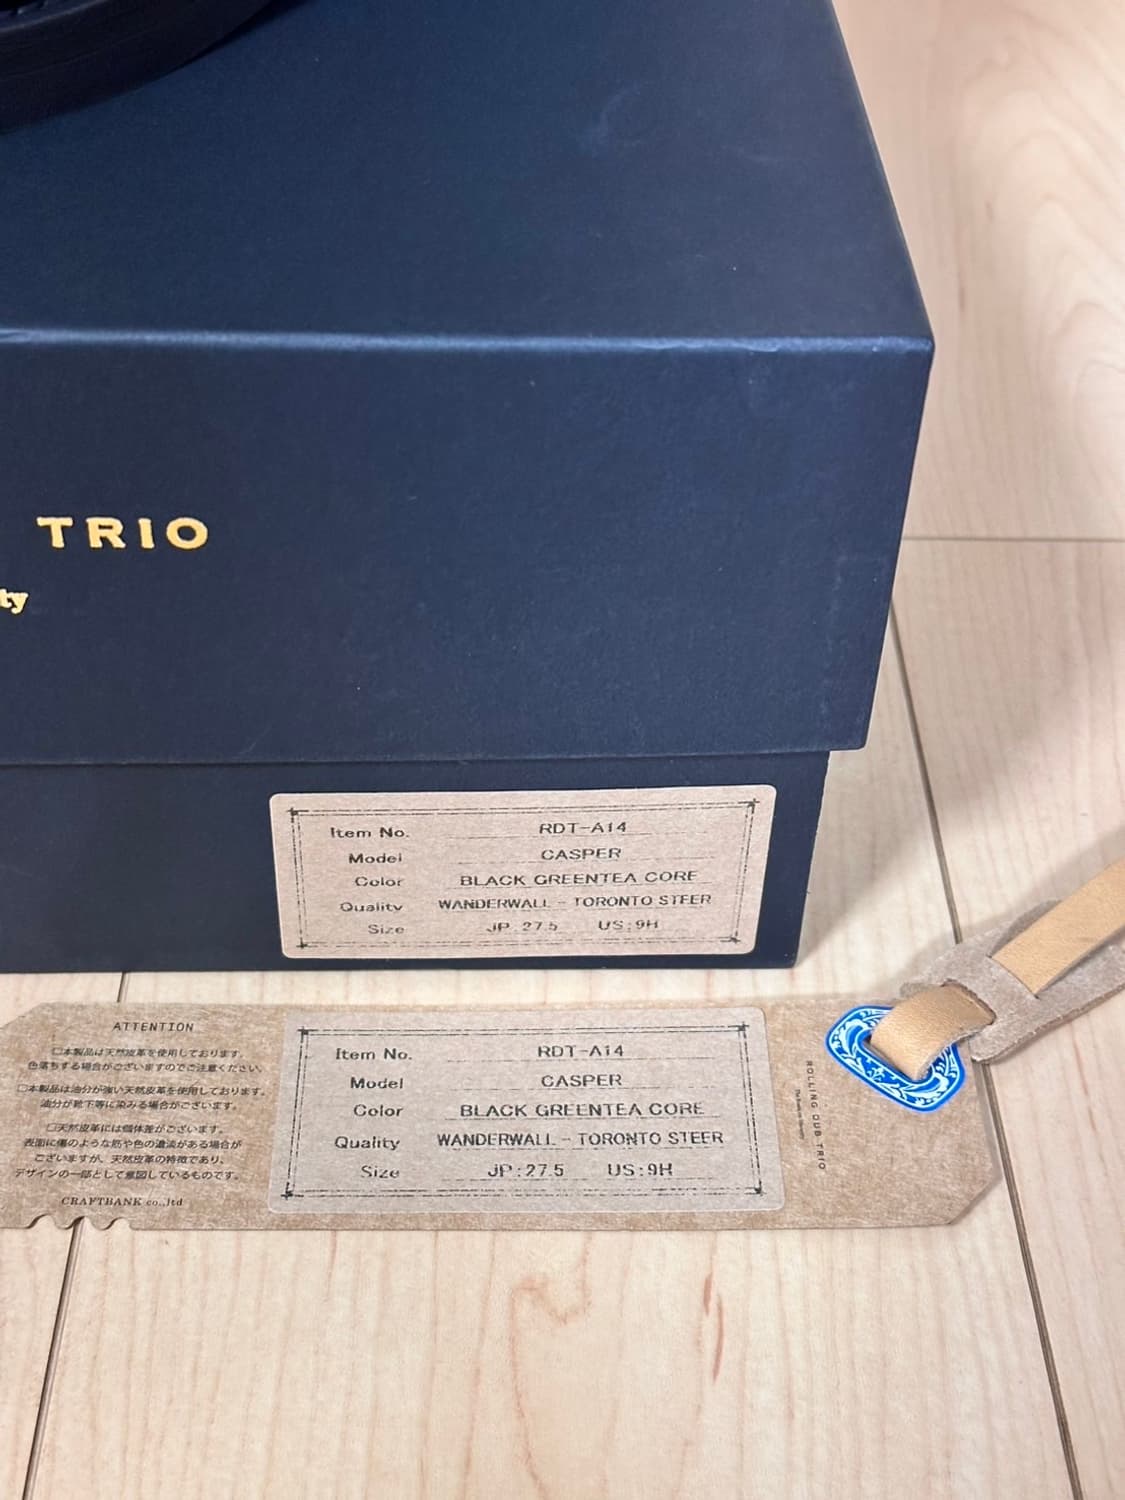 TRIO
ty
Item No. RDT-A14
Model CASPER
Color BLACK GREENTEA CORE
Quality WANDERWALL - TORONTO STEER
Size JP:27.5 US:9H
ATTENTION
□本製品は天然皮革を使用しております。
色落ちする場合がございますのでご注意ください。
□本製品は油分が強い天然皮革を使用しております。
油分が靴下等に染みる場合がございます。
□天然皮革には個体差がございます。
表面に傷のような筋や色の濃淡がある場合が
ございますが、天然皮革の特徴であり、
デザインの一部として意図しているものです。
CRAFTBANK co.,ltd
Item No. RDT-A14
Model CASPER
Color BLACK GREENTEA CORE
Quality WANDERWALL - TORONTO STEER
Size JP:27.5 US:9H
ROLLING DUB TRIO